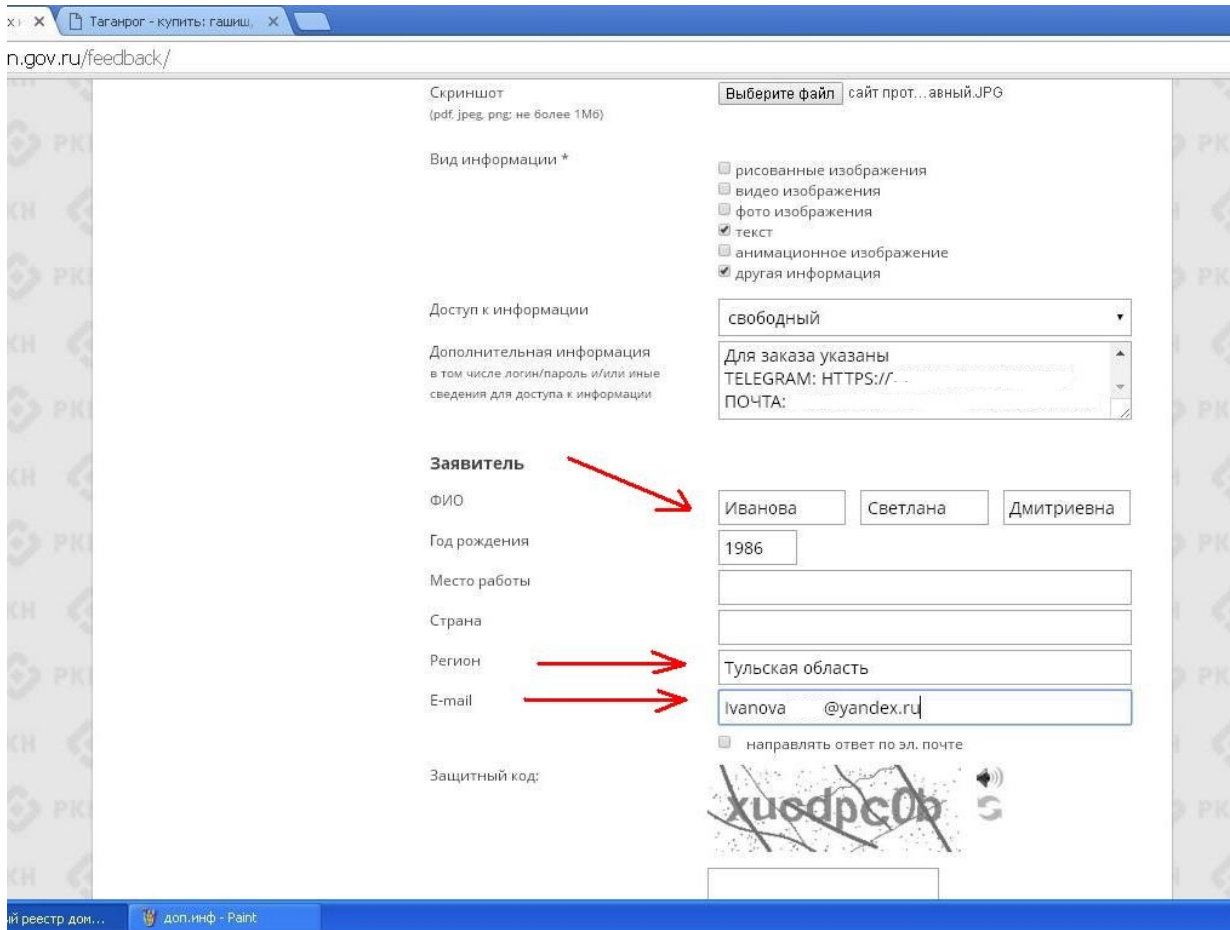 Таганрог - купить: гашиш,
n.gov.ru/feedback/
Скриншот
(pdf, jpeg, png; не более 1Мб)
Выберите файл сайт прот...авный.JPG
Вид информации *
рисованные изображения
видео изображения
фото изображения
текст
анимационное изображение
другая информация
Доступ к информации
свободный
Дополнительная информация
в том числе логин/пароль и/или иные
сведения для доступа к информации
Для заказа указаны
TELEGRAM: HTTPS://
ПОЧТА:
Заявитель
ФИО
Иванова Светлана Дмитриевна
Год рождения
1986
Место работы
Страна
Регион
Тульская область
E-mail
Ivanova @yandex.ru
направлять ответ по эл. почте
Защитный код:
xuodpc0b
ый реестр дом... доп.инф - Paint